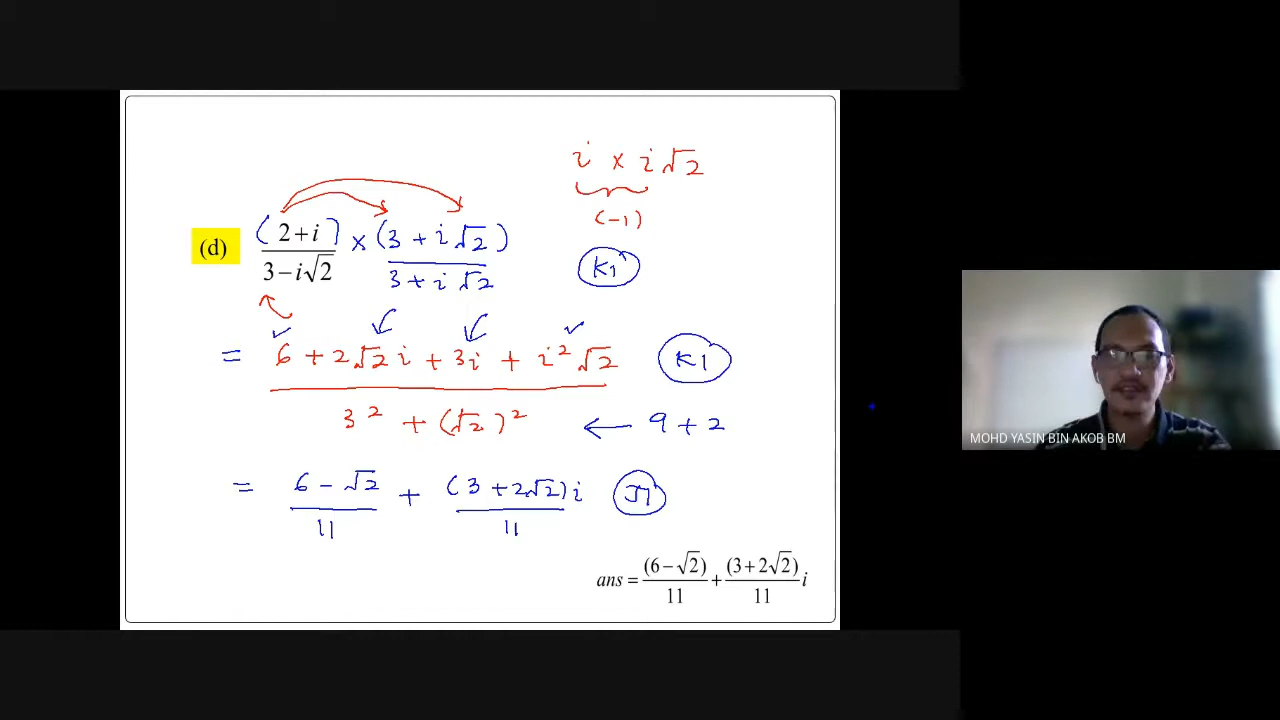 i × i√2
(-1)
(d) (2+i)/(3−i√2) × (3 + i√2)/(3 + i√2) K1
= (6 + 2√2 i + 3i + i²√2)/(3² + (√2)²) K1
← 9 + 2
= (6 − √2)/11 + (3 + 2√2)i/11 J1
ans = (6−√2)/11 + (3+2√2)/11 i
MOHD YASIN BIN AKOB BM